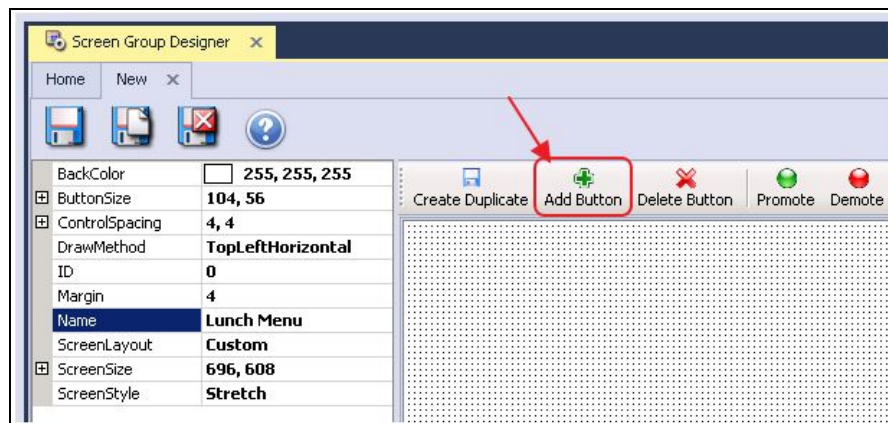 Screen Group Designer
Home New
BackColor 255, 255, 255
ButtonSize 104, 56
ControlSpacing 4, 4
DrawMethod TopLeftHorizontal
ID 0
Margin 4
Name Lunch Menu
ScreenLayout Custom
ScreenSize 696, 608
ScreenStyle Stretch
Create Duplicate Add Button Delete Button Promote Demote